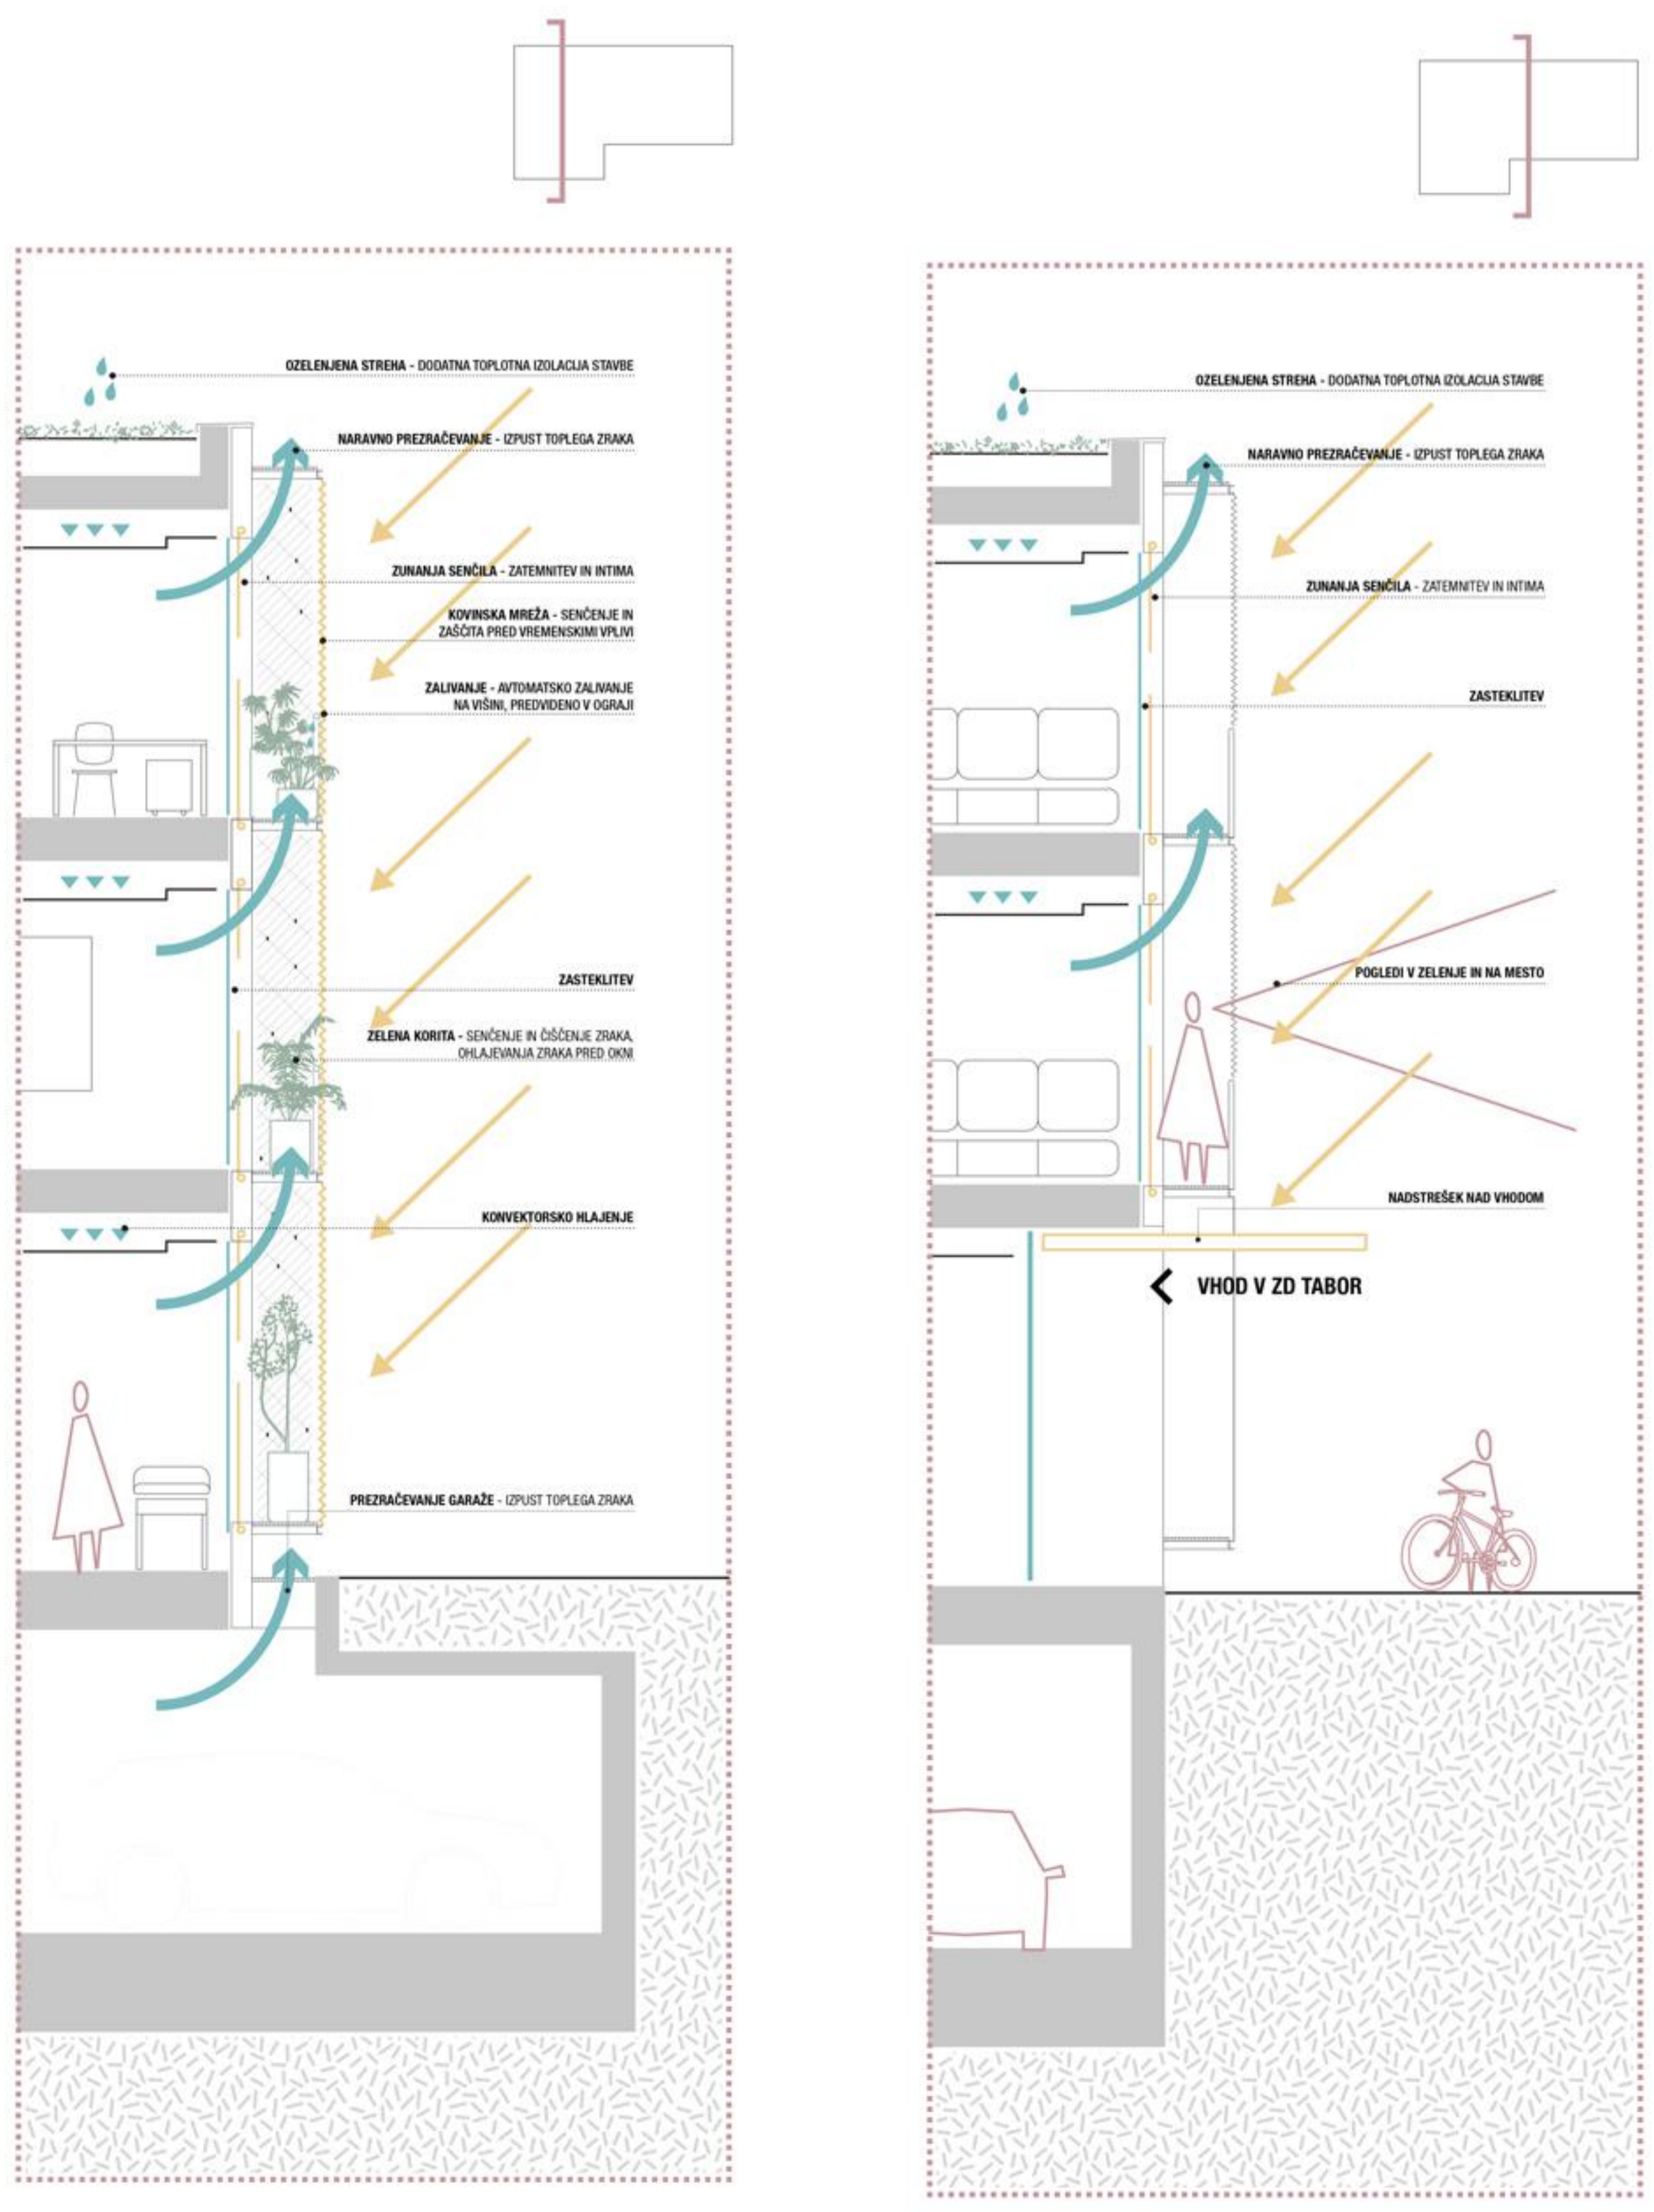 OZELENJENA STREHA - DODATNA TOPLOTNA IZOLACIJA STAVBE
NARAVNO PREZRAČEVANJE - IZPUST TOPLEGA ZRAKA
ZUNANJA SENČILA - ZATEMNITEV IN INTIMA
KOVINSKA MREŽA - SENČENJE IN
ZAŠČITA PRED VREMENSKIMI VPLIVI
ZALIVANJE - AVTOMATSKO ZALIVANJE
NA VIŠINI, PREDVIDENO V OGRAJI
ZASTEKLITEV
ZELENA KORITA - SENČENJE IN ČIŠČENJE ZRAKA,
OHLAJEVANJA ZRAKA PRED OKNI
KONVEKTORSKO HLAJENJE
PREZRAČEVANJE GARAŽE - IZPUST TOPLEGA ZRAKA
OZELENJENA STREHA - DODATNA TOPLOTNA IZOLACIJA STAVBE
NARAVNO PREZRAČEVANJE - IZPUST TOPLEGA ZRAKA
ZUNANJA SENČILA - ZATEMNITEV IN INTIMA
ZASTEKLITEV
POGLEDI V ZELENJE IN NA MESTO
NADSTREŠEK NAD VHODOM
VHOD V ZD TABOR